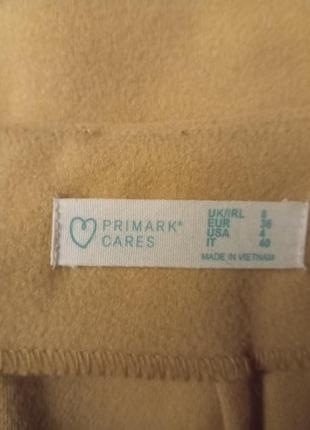 PRIMARK®
CARES
UK/IRL 8
EUR 36
USA 4
IT 40
MADE IN VIETNAM